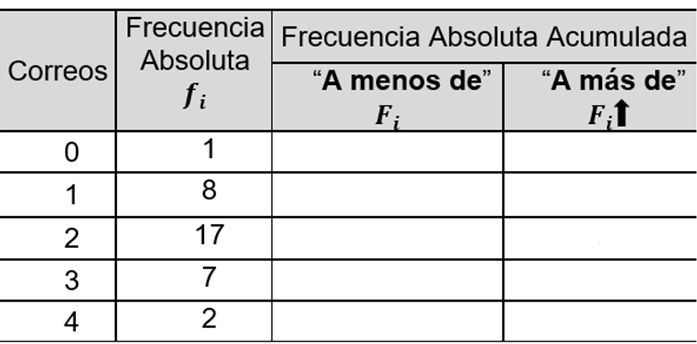 Correos
Frecuencia
Absoluta
fᵢ
Frecuencia Absoluta Acumulada
“A menos de”
Fᵢ
“A más de”
Fᵢ⬆
0 1
1 8
2 17
3 7
4 2